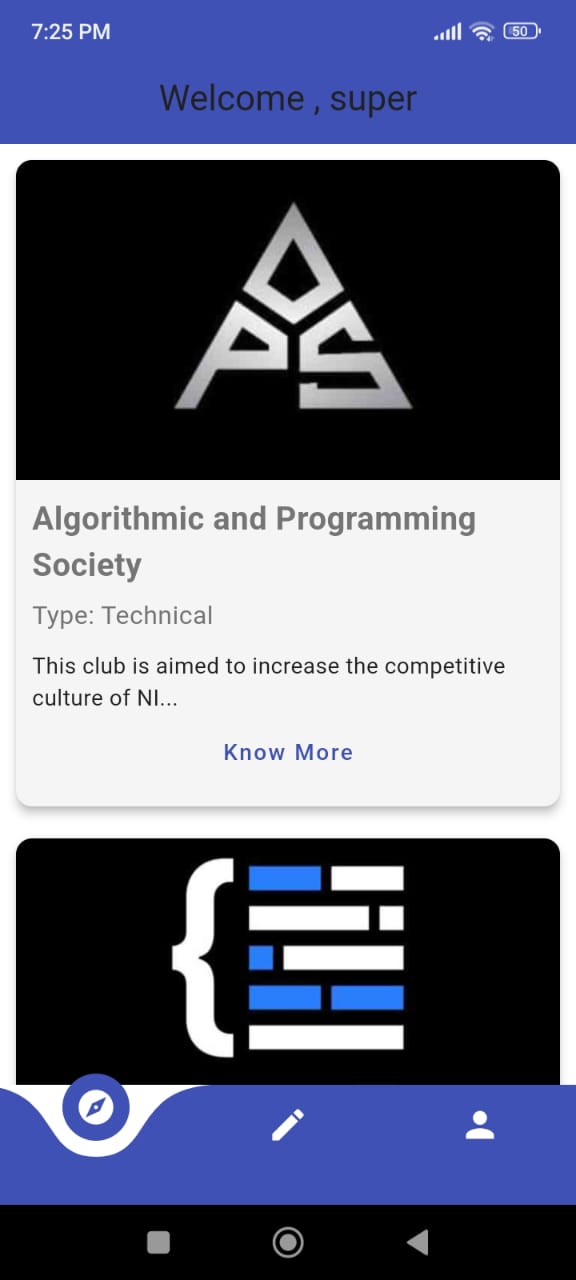 7:25 PM
50
Welcome , super
APS
Algorithmic and Programming
Society
Type: Technical
This club is aimed to increase the competitive
culture of NI...
Know More